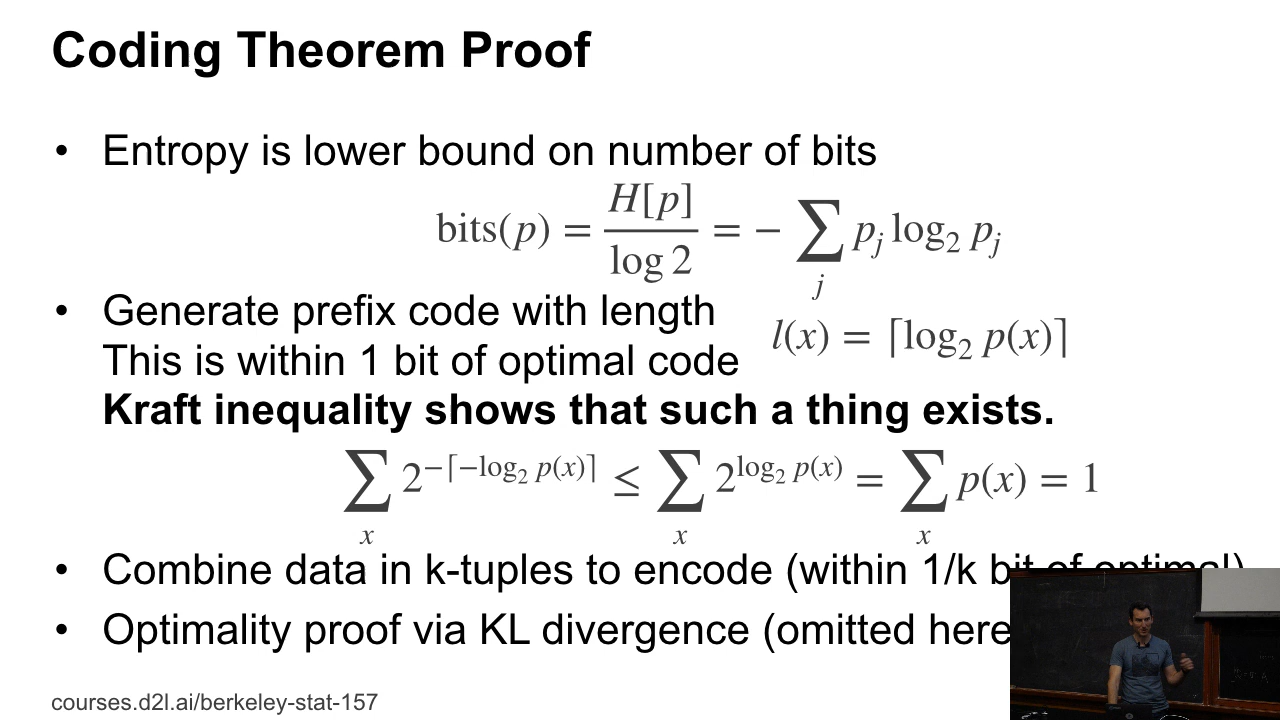 Coding Theorem Proof
• Entropy is lower bound on number of bits
bits(p) = H[p] / log 2 = − ∑_j p_j log_2 p_j
• Generate prefix code with length l(x) = ⌈log_2 p(x)⌉
This is within 1 bit of optimal code
Kraft inequality shows that such a thing exists.
∑_x 2^{−⌈−log_2 p(x)⌉} ≤ ∑_x 2^{log_2 p(x)} = ∑_x p(x) = 1
• Combine data in k-tuples to encode (within 1/k bit of optimal)
• Optimality proof via KL divergence (omitted here
courses.d2l.ai/berkeley-stat-157